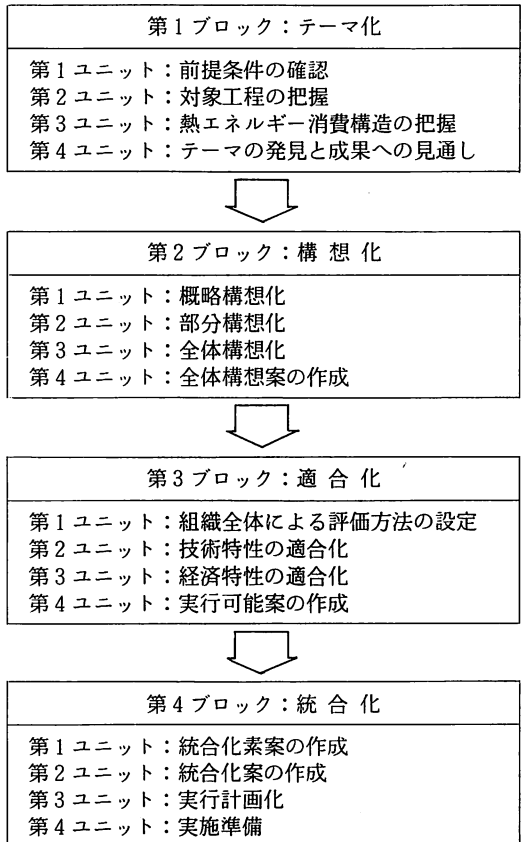 第1ブロック：テーマ化
第1ユニット：前提条件の確認
第2ユニット：対象工程の把握
第3ユニット：熱エネルギー消費構造の把握
第4ユニット：テーマの発見と成果への見通し
第2ブロック：構 想 化
第1ユニット：概略構想化
第2ユニット：部分構想化
第3ユニット：全体構想化
第4ユニット：全体構想案の作成
第3ブロック：適 合 化
第1ユニット：組織全体による評価方法の設定
第2ユニット：技術特性の適合化
第3ユニット：経済特性の適合化
第4ユニット：実行可能案の作成
第4ブロック：統 合 化
第1ユニット：統合化素案の作成
第2ユニット：統合化案の作成
第3ユニット：実行計画化
第4ユニット：実施準備